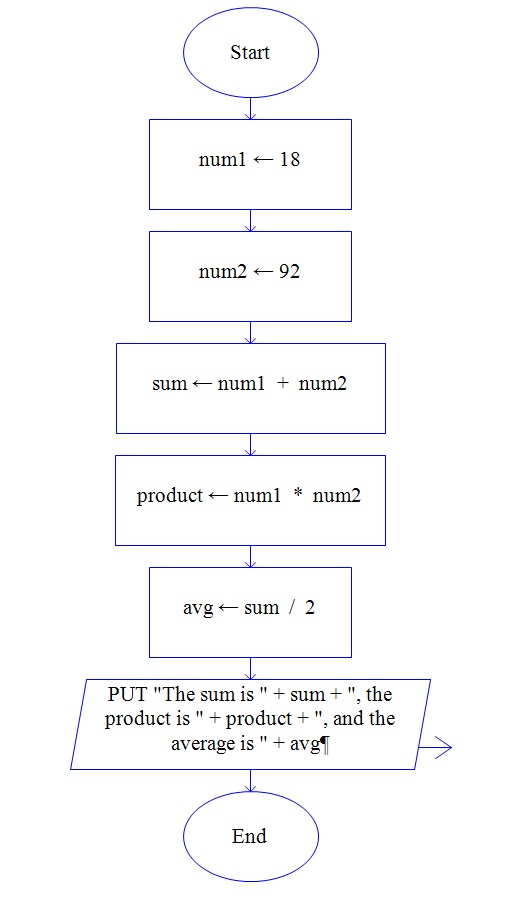 Start
num1 ← 18
num2 ← 92
sum ← num1 + num2
product ← num1 * num2
avg ← sum / 2
PUT "The sum is " + sum + ", the
product is " + product + ", and the
average is " + avg¶
End